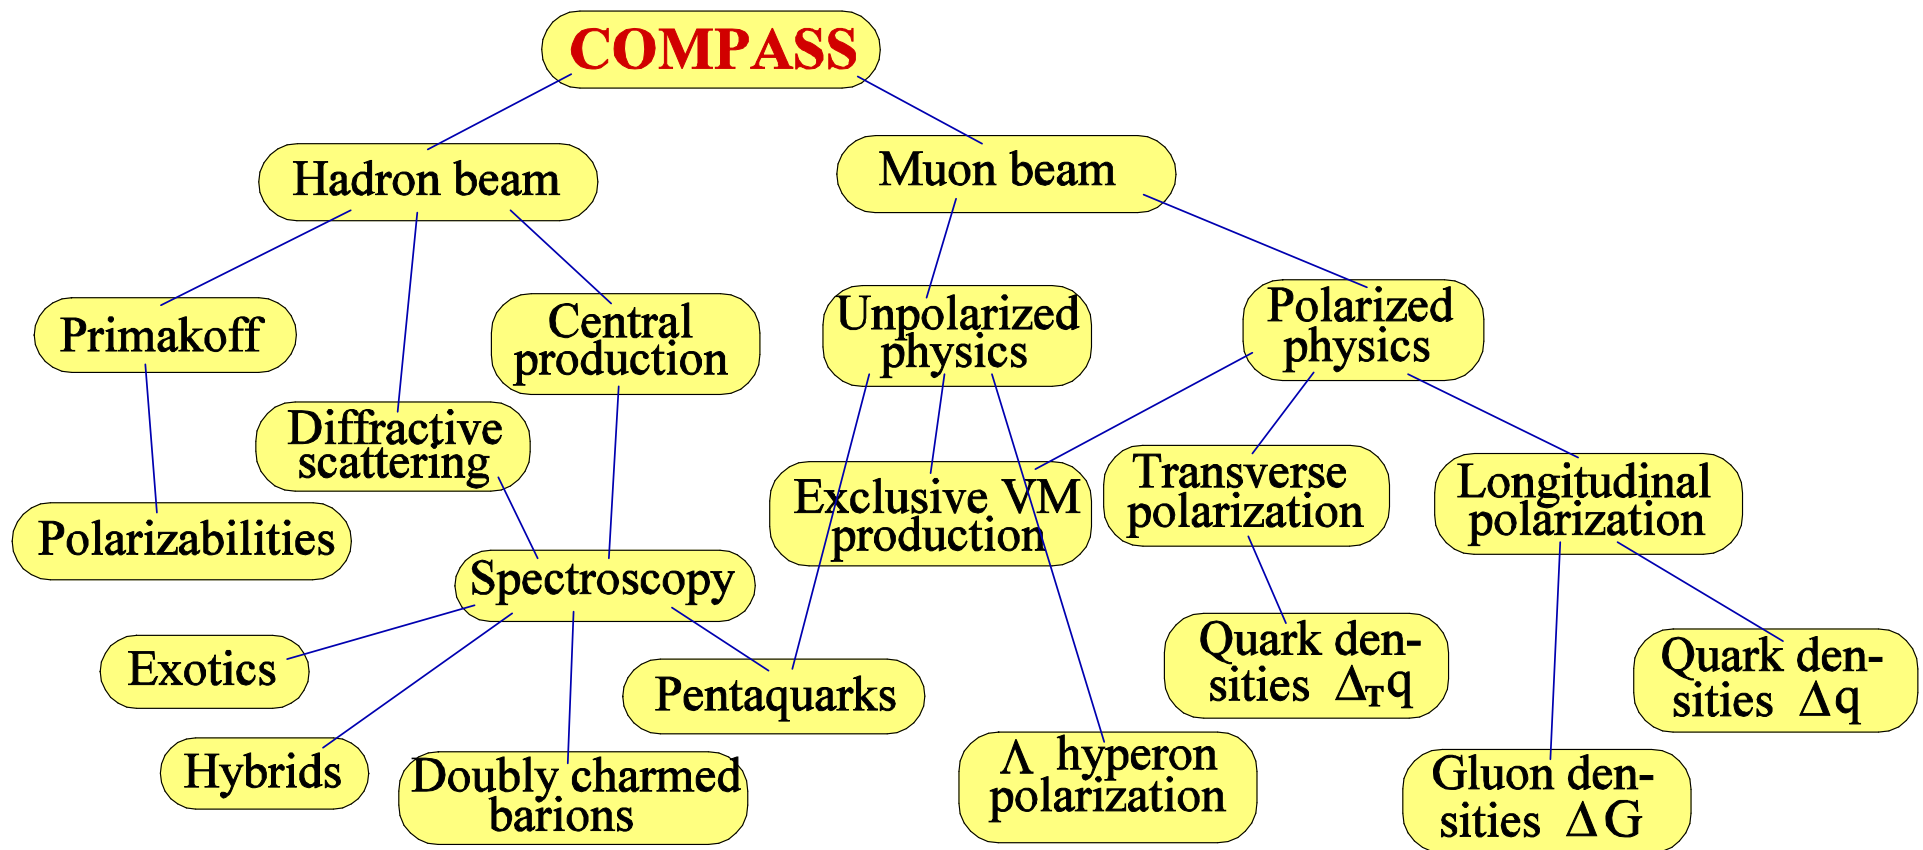 COMPASS
Hadron beam
Muon beam
Primakoff
Central
production
Unpolarized
physics
Polarized
physics
Diffractive
scattering
Exclusive VM
production
Transverse
polarization
Longitudinal
polarization
Polarizabilities
Spectroscopy
Exotics
Pentaquarks
Quark den-
sities ΔTq
Quark den-
sities Δq
Hybrids
Doubly charmed
barions
Λ hyperon
polarization
Gluon den-
sities ΔG